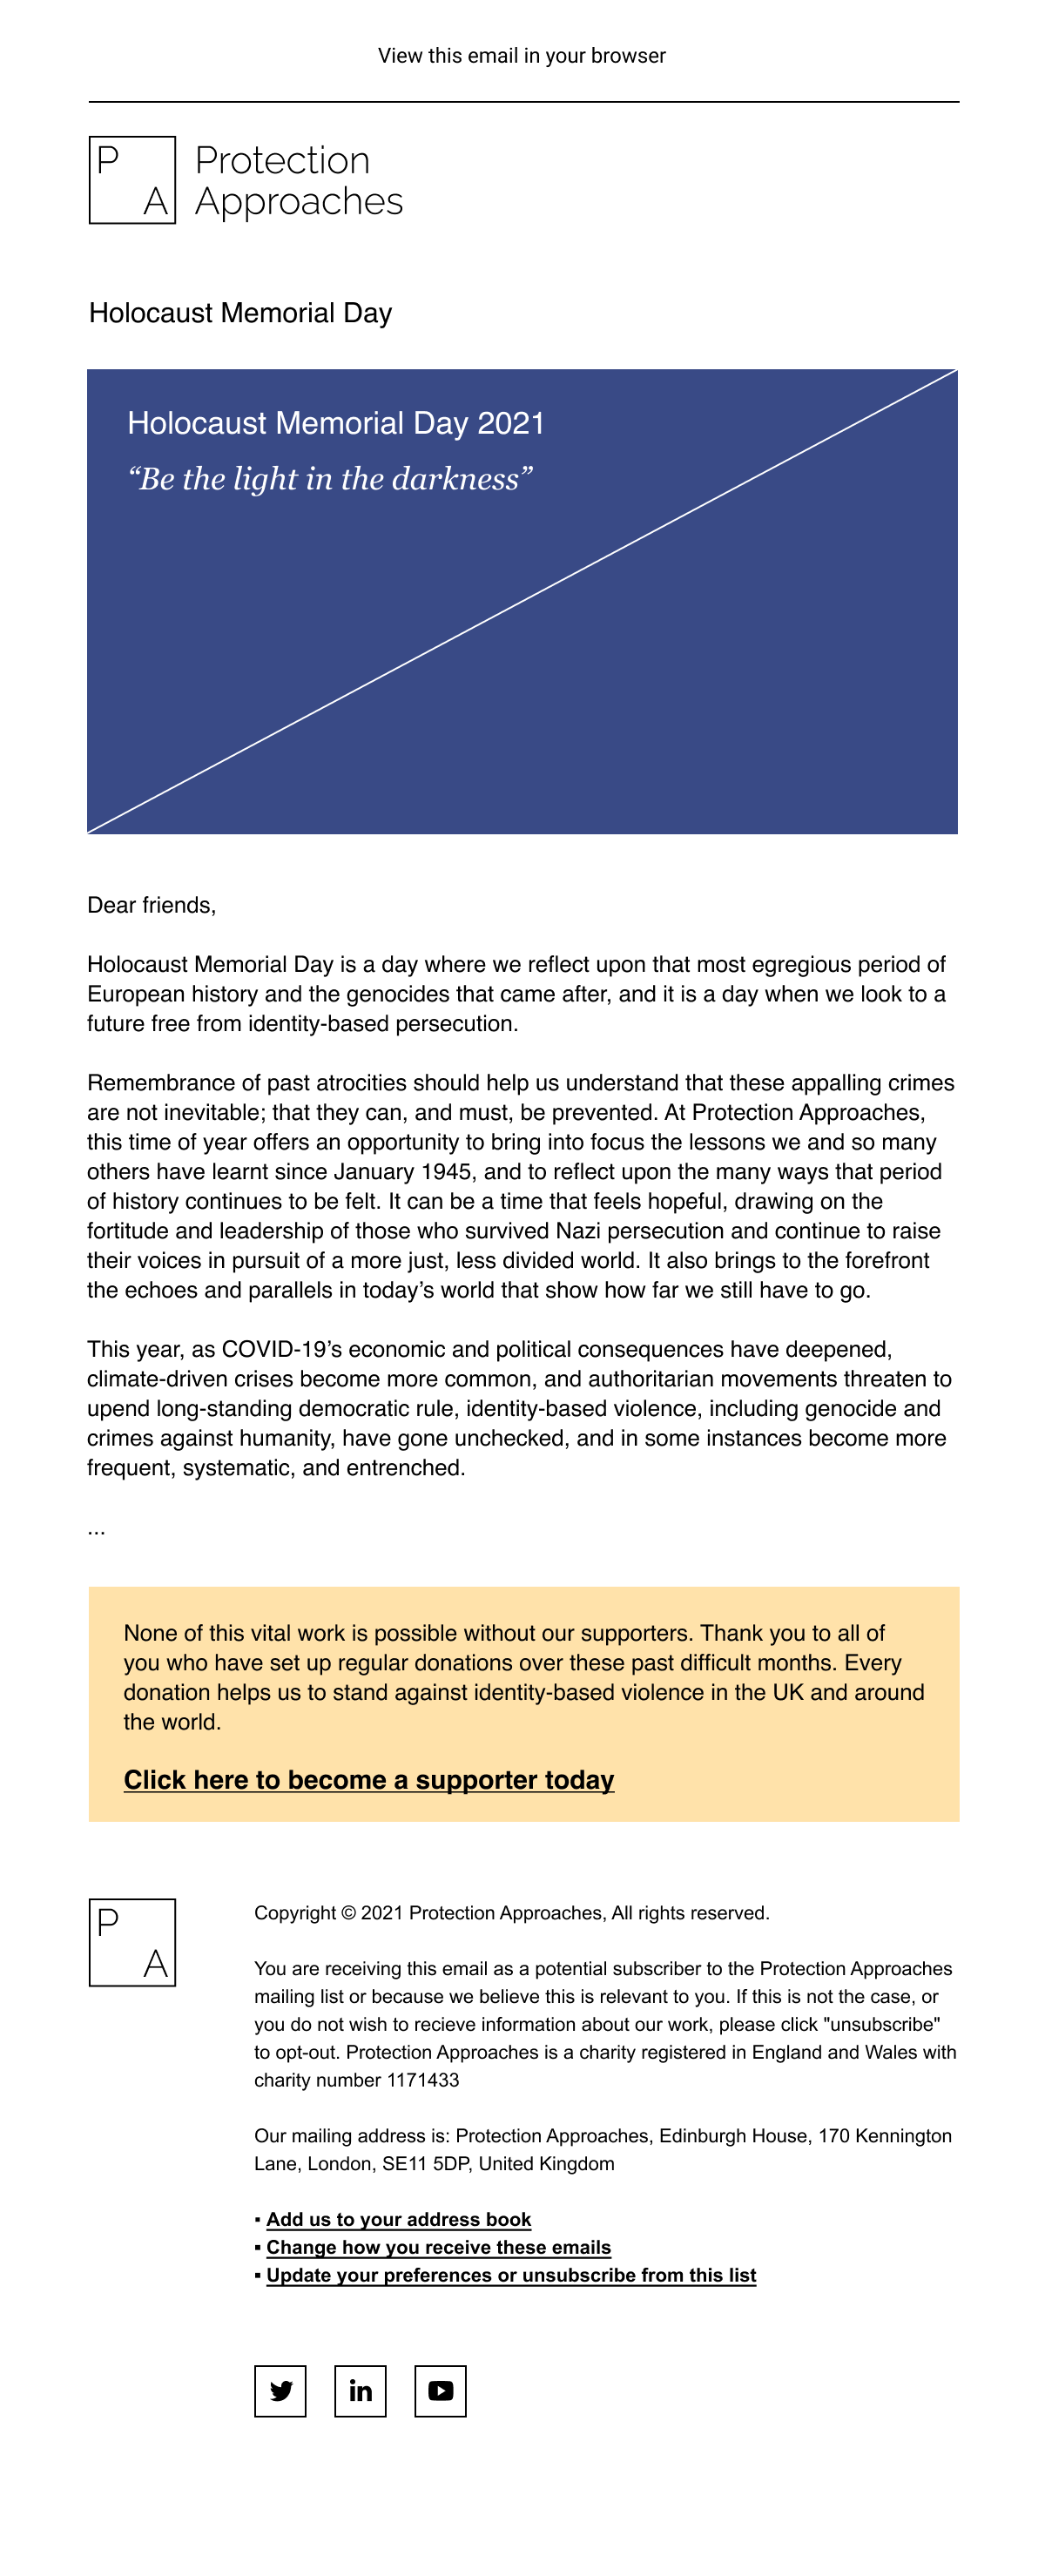 View this email in your browser
P
A
Protection
Approaches
Holocaust Memorial Day
Holocaust Memorial Day 2021
“Be the light in the darkness”
Dear friends,
Holocaust Memorial Day is a day where we reflect upon that most egregious period of
European history and the genocides that came after, and it is a day when we look to a
future free from identity-based persecution.
Remembrance of past atrocities should help us understand that these appalling crimes
are not inevitable; that they can, and must, be prevented. At Protection Approaches,
this time of year offers an opportunity to bring into focus the lessons we and so many
others have learnt since January 1945, and to reflect upon the many ways that period
of history continues to be felt. It can be a time that feels hopeful, drawing on the
fortitude and leadership of those who survived Nazi persecution and continue to raise
their voices in pursuit of a more just, less divided world. It also brings to the forefront
the echoes and parallels in today’s world that show how far we still have to go.
This year, as COVID-19’s economic and political consequences have deepened,
climate-driven crises become more common, and authoritarian movements threaten to
upend long-standing democratic rule, identity-based violence, including genocide and
crimes against humanity, have gone unchecked, and in some instances become more
frequent, systematic, and entrenched.
...
None of this vital work is possible without our supporters. Thank you to all of
you who have set up regular donations over these past difficult months. Every
donation helps us to stand against identity-based violence in the UK and around
the world.
Click here to become a supporter today
P
A
Copyright © 2021 Protection Approaches, All rights reserved.
You are receiving this email as a potential subscriber to the Protection Approaches
mailing list or because we believe this is relevant to you. If this is not the case, or
you do not wish to recieve information about our work, please click "unsubscribe"
to opt-out. Protection Approaches is a charity registered in England and Wales with
charity number 1171433
Our mailing address is: Protection Approaches, Edinburgh House, 170 Kennington
Lane, London, SE11 5DP, United Kingdom
▪ Add us to your address book
▪ Change how you receive these emails
▪ Update your preferences or unsubscribe from this list
in